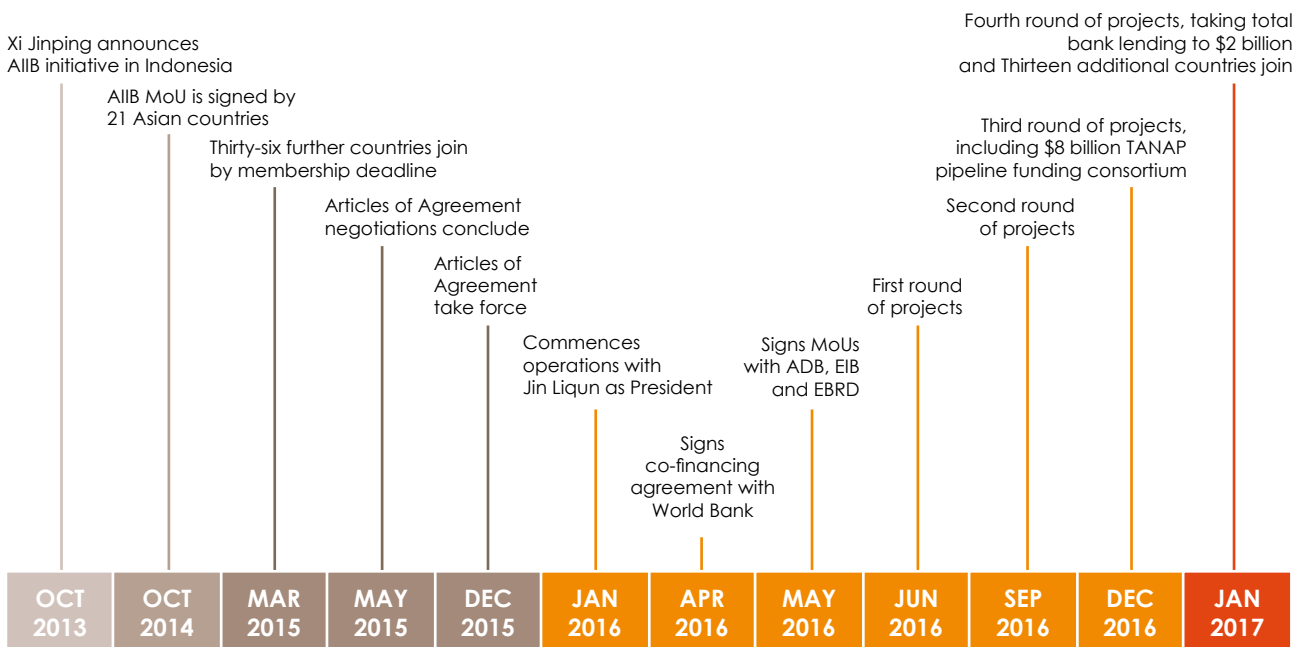 Xi Jinping announces
AIIB initiative in Indonesia
AIIB MoU is signed by
21 Asian countries
Thirty-six further countries join
by membership deadline
Articles of Agreement
negotiations conclude
Articles of
Agreement
take force
Commences
operations with
Jin Liqun as President
Signs
co-financing
agreement with
World Bank
Signs MoUs
with ADB, EIB
and EBRD
First round
of projects
Second round
of projects
Third round of projects,
including $8 billion TANAP
pipeline funding consortium
Fourth round of projects, taking total
bank lending to $2 billion
and Thirteen additional countries join
OCT
2013
OCT
2014
MAR
2015
MAY
2015
DEC
2015
JAN
2016
APR
2016
MAY
2016
JUN
2016
SEP
2016
DEC
2016
JAN
2017